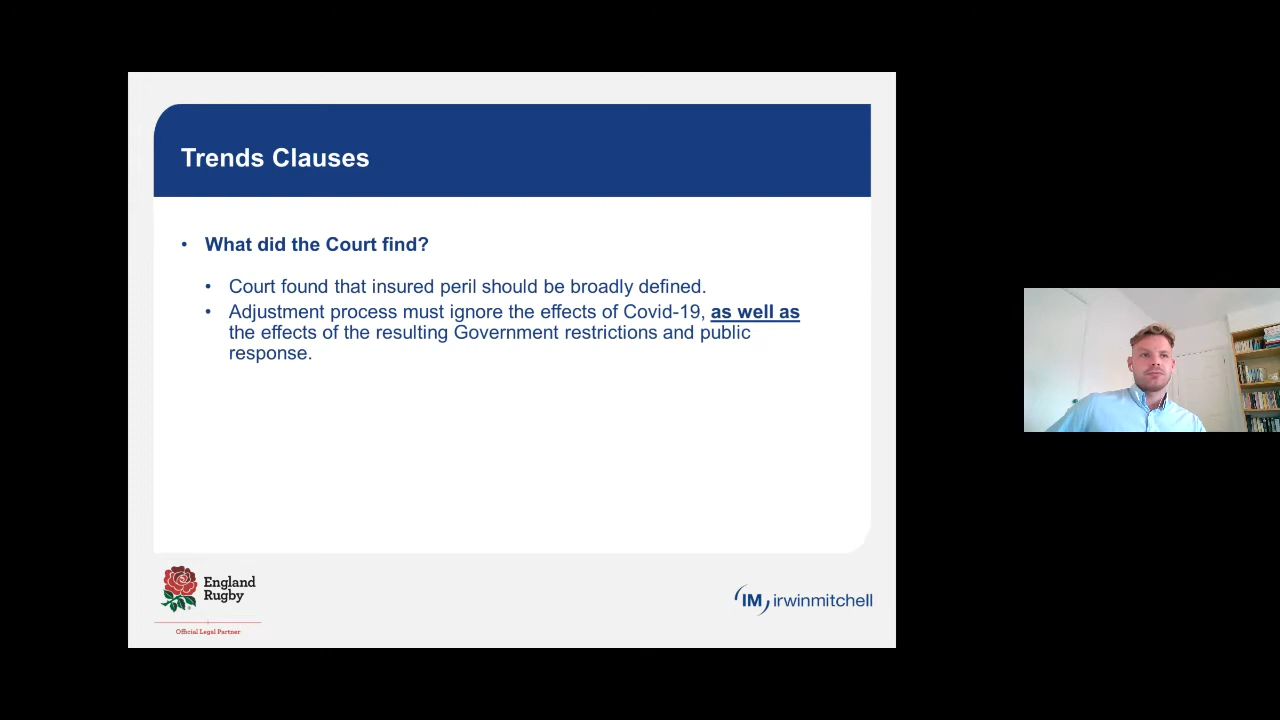 Trends Clauses
• What did the Court find?
• Court found that insured peril should be broadly defined.
• Adjustment process must ignore the effects of Covid-19, as well as
the effects of the resulting Government restrictions and public
response.
England
Rugby
Official Legal Partner
IM irwinmitchell